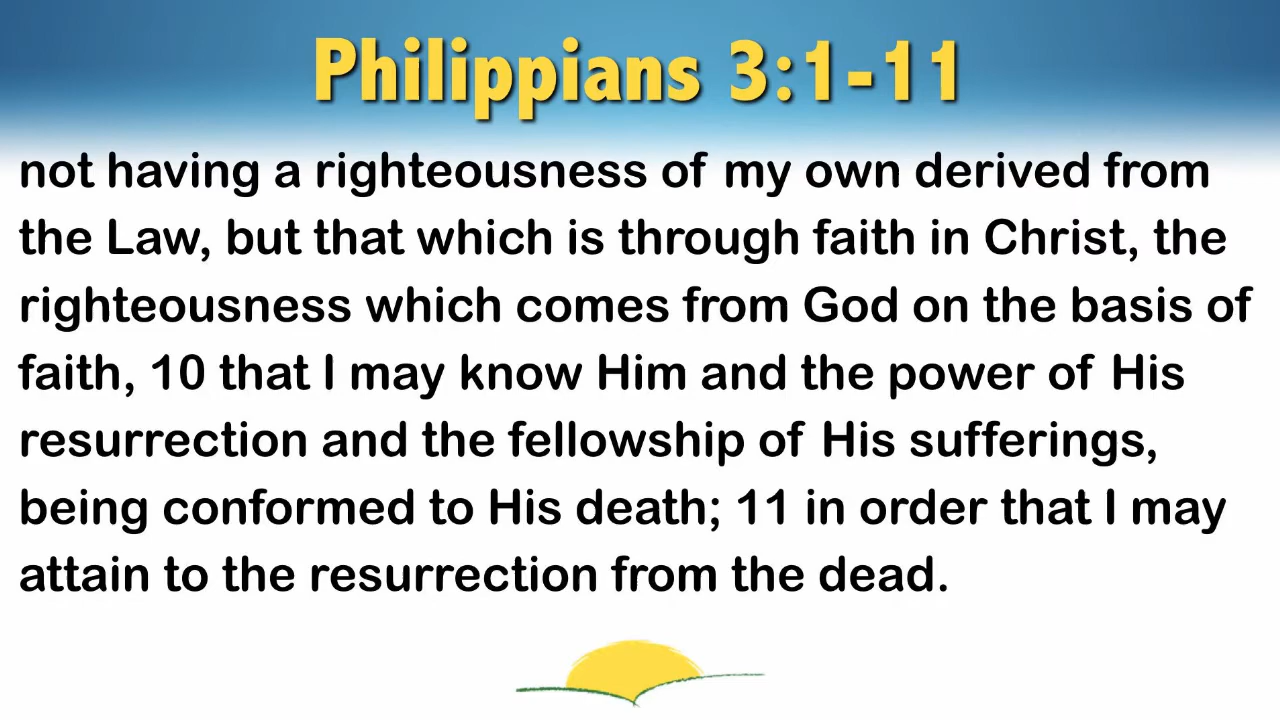 Philippians 3:1-11
not having a righteousness of my own derived from
the Law, but that which is through faith in Christ, the
righteousness which comes from God on the basis of
faith, 10 that I may know Him and the power of His
resurrection and the fellowship of His sufferings,
being conformed to His death; 11 in order that I may
attain to the resurrection from the dead.